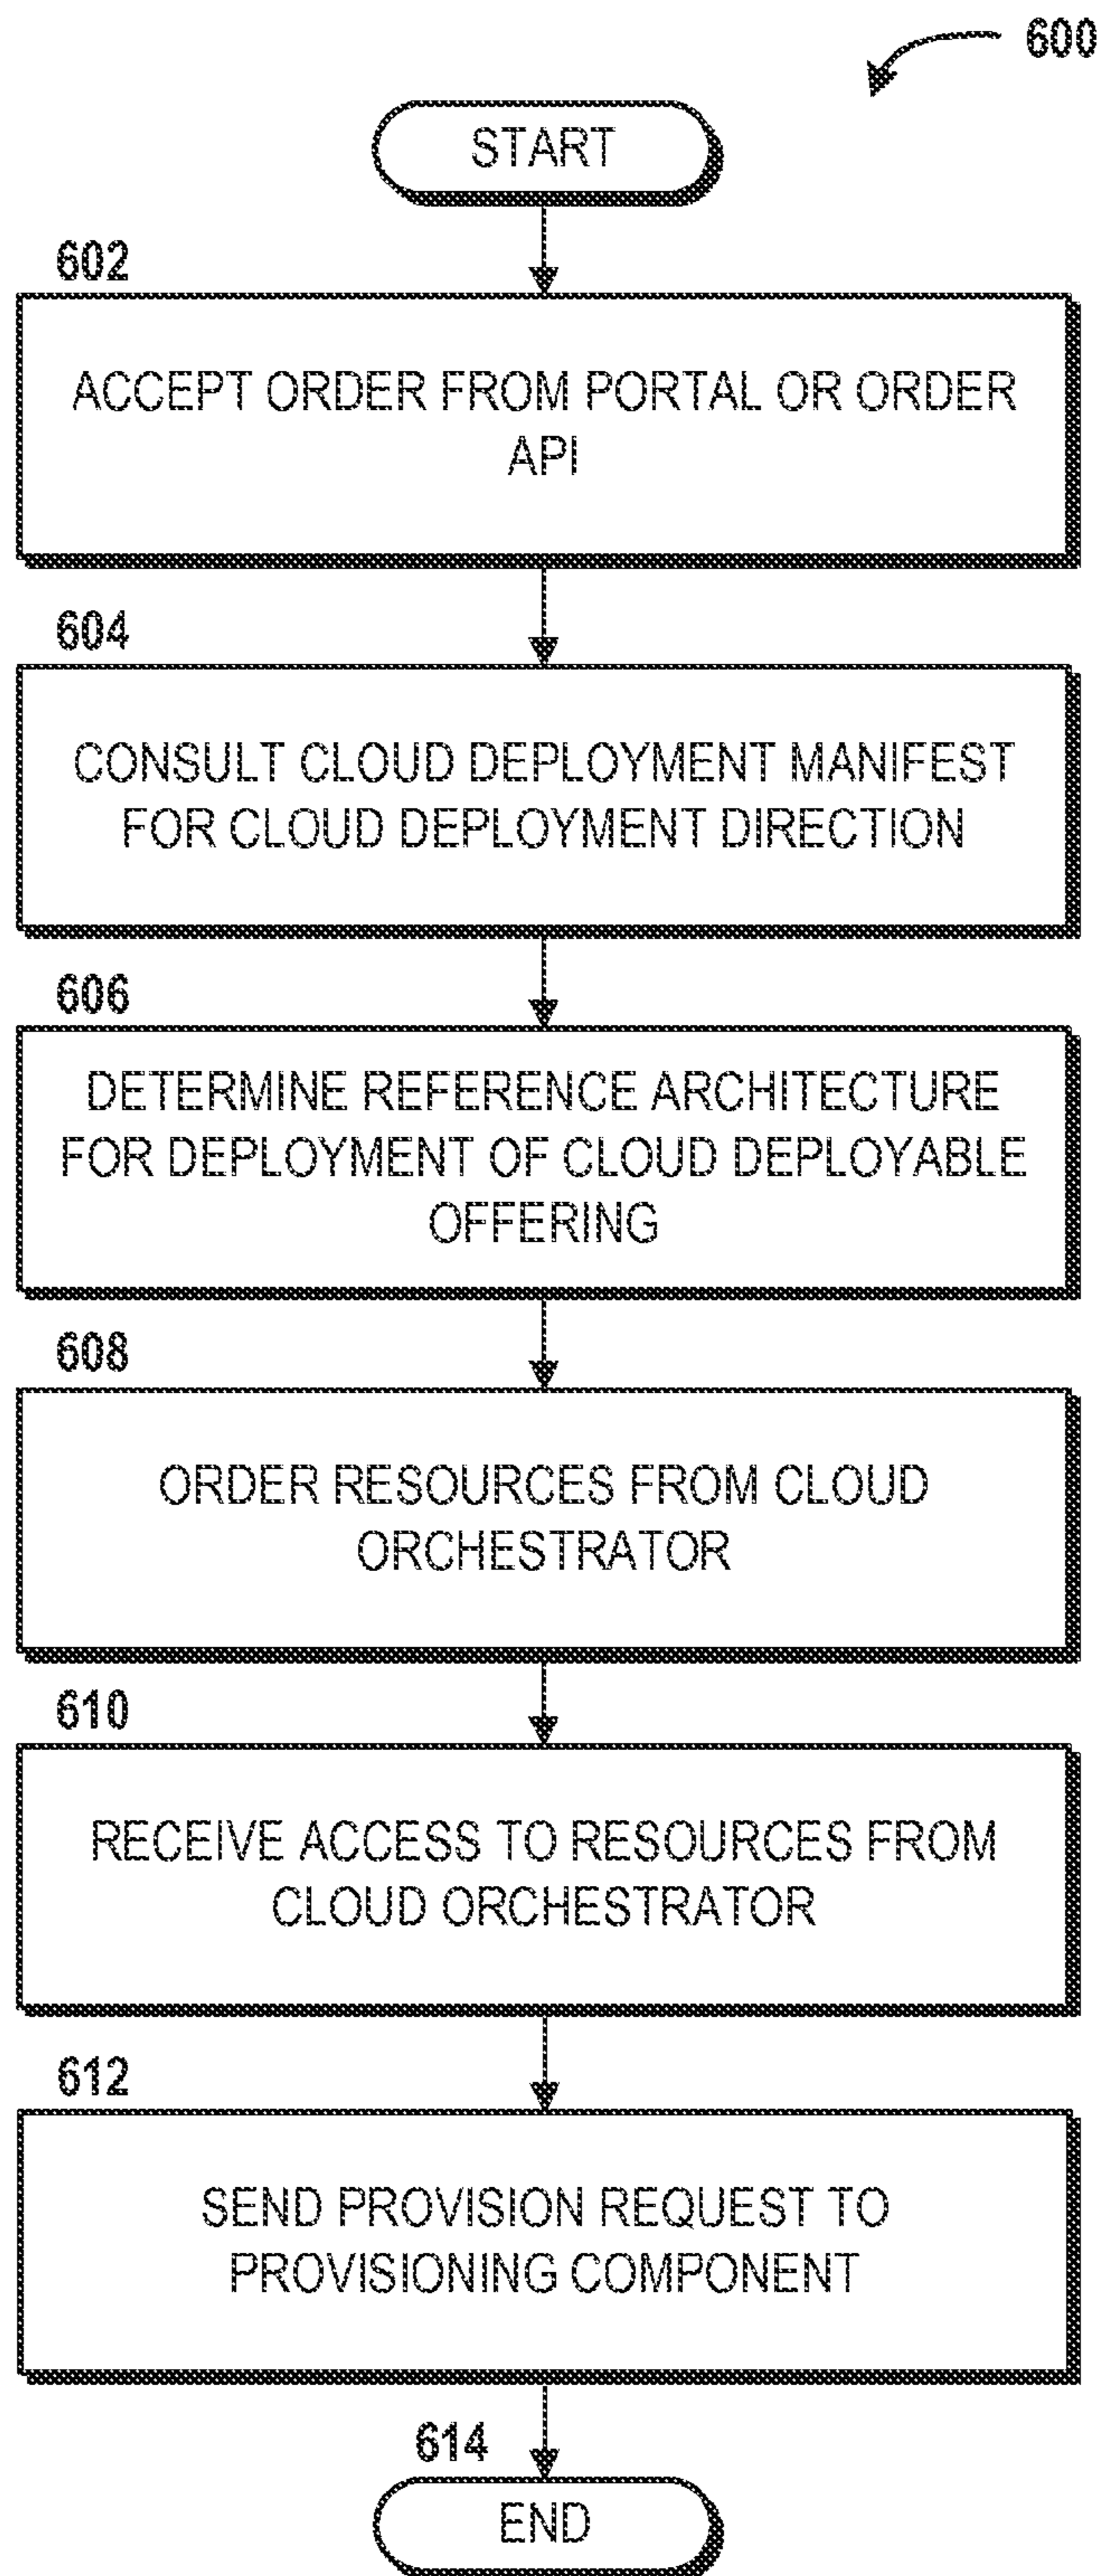 600
START
602
ACCEPT ORDER FROM PORTAL OR ORDER
API
604
CONSULT CLOUD DEPLOYMENT MANIFEST
FOR CLOUD DEPLOYMENT DIRECTION
606
DETERMINE REFERENCE ARCHITECTURE
FOR DEPLOYMENT OF CLOUD DEPLOYABLE
OFFERING
608
ORDER RESOURCES FROM CLOUD
ORCHESTRATOR
610
RECEIVE ACCESS TO RESOURCES FROM
CLOUD ORCHESTRATOR
612
SEND PROVISION REQUEST TO
PROVISIONING COMPONENT
614
END